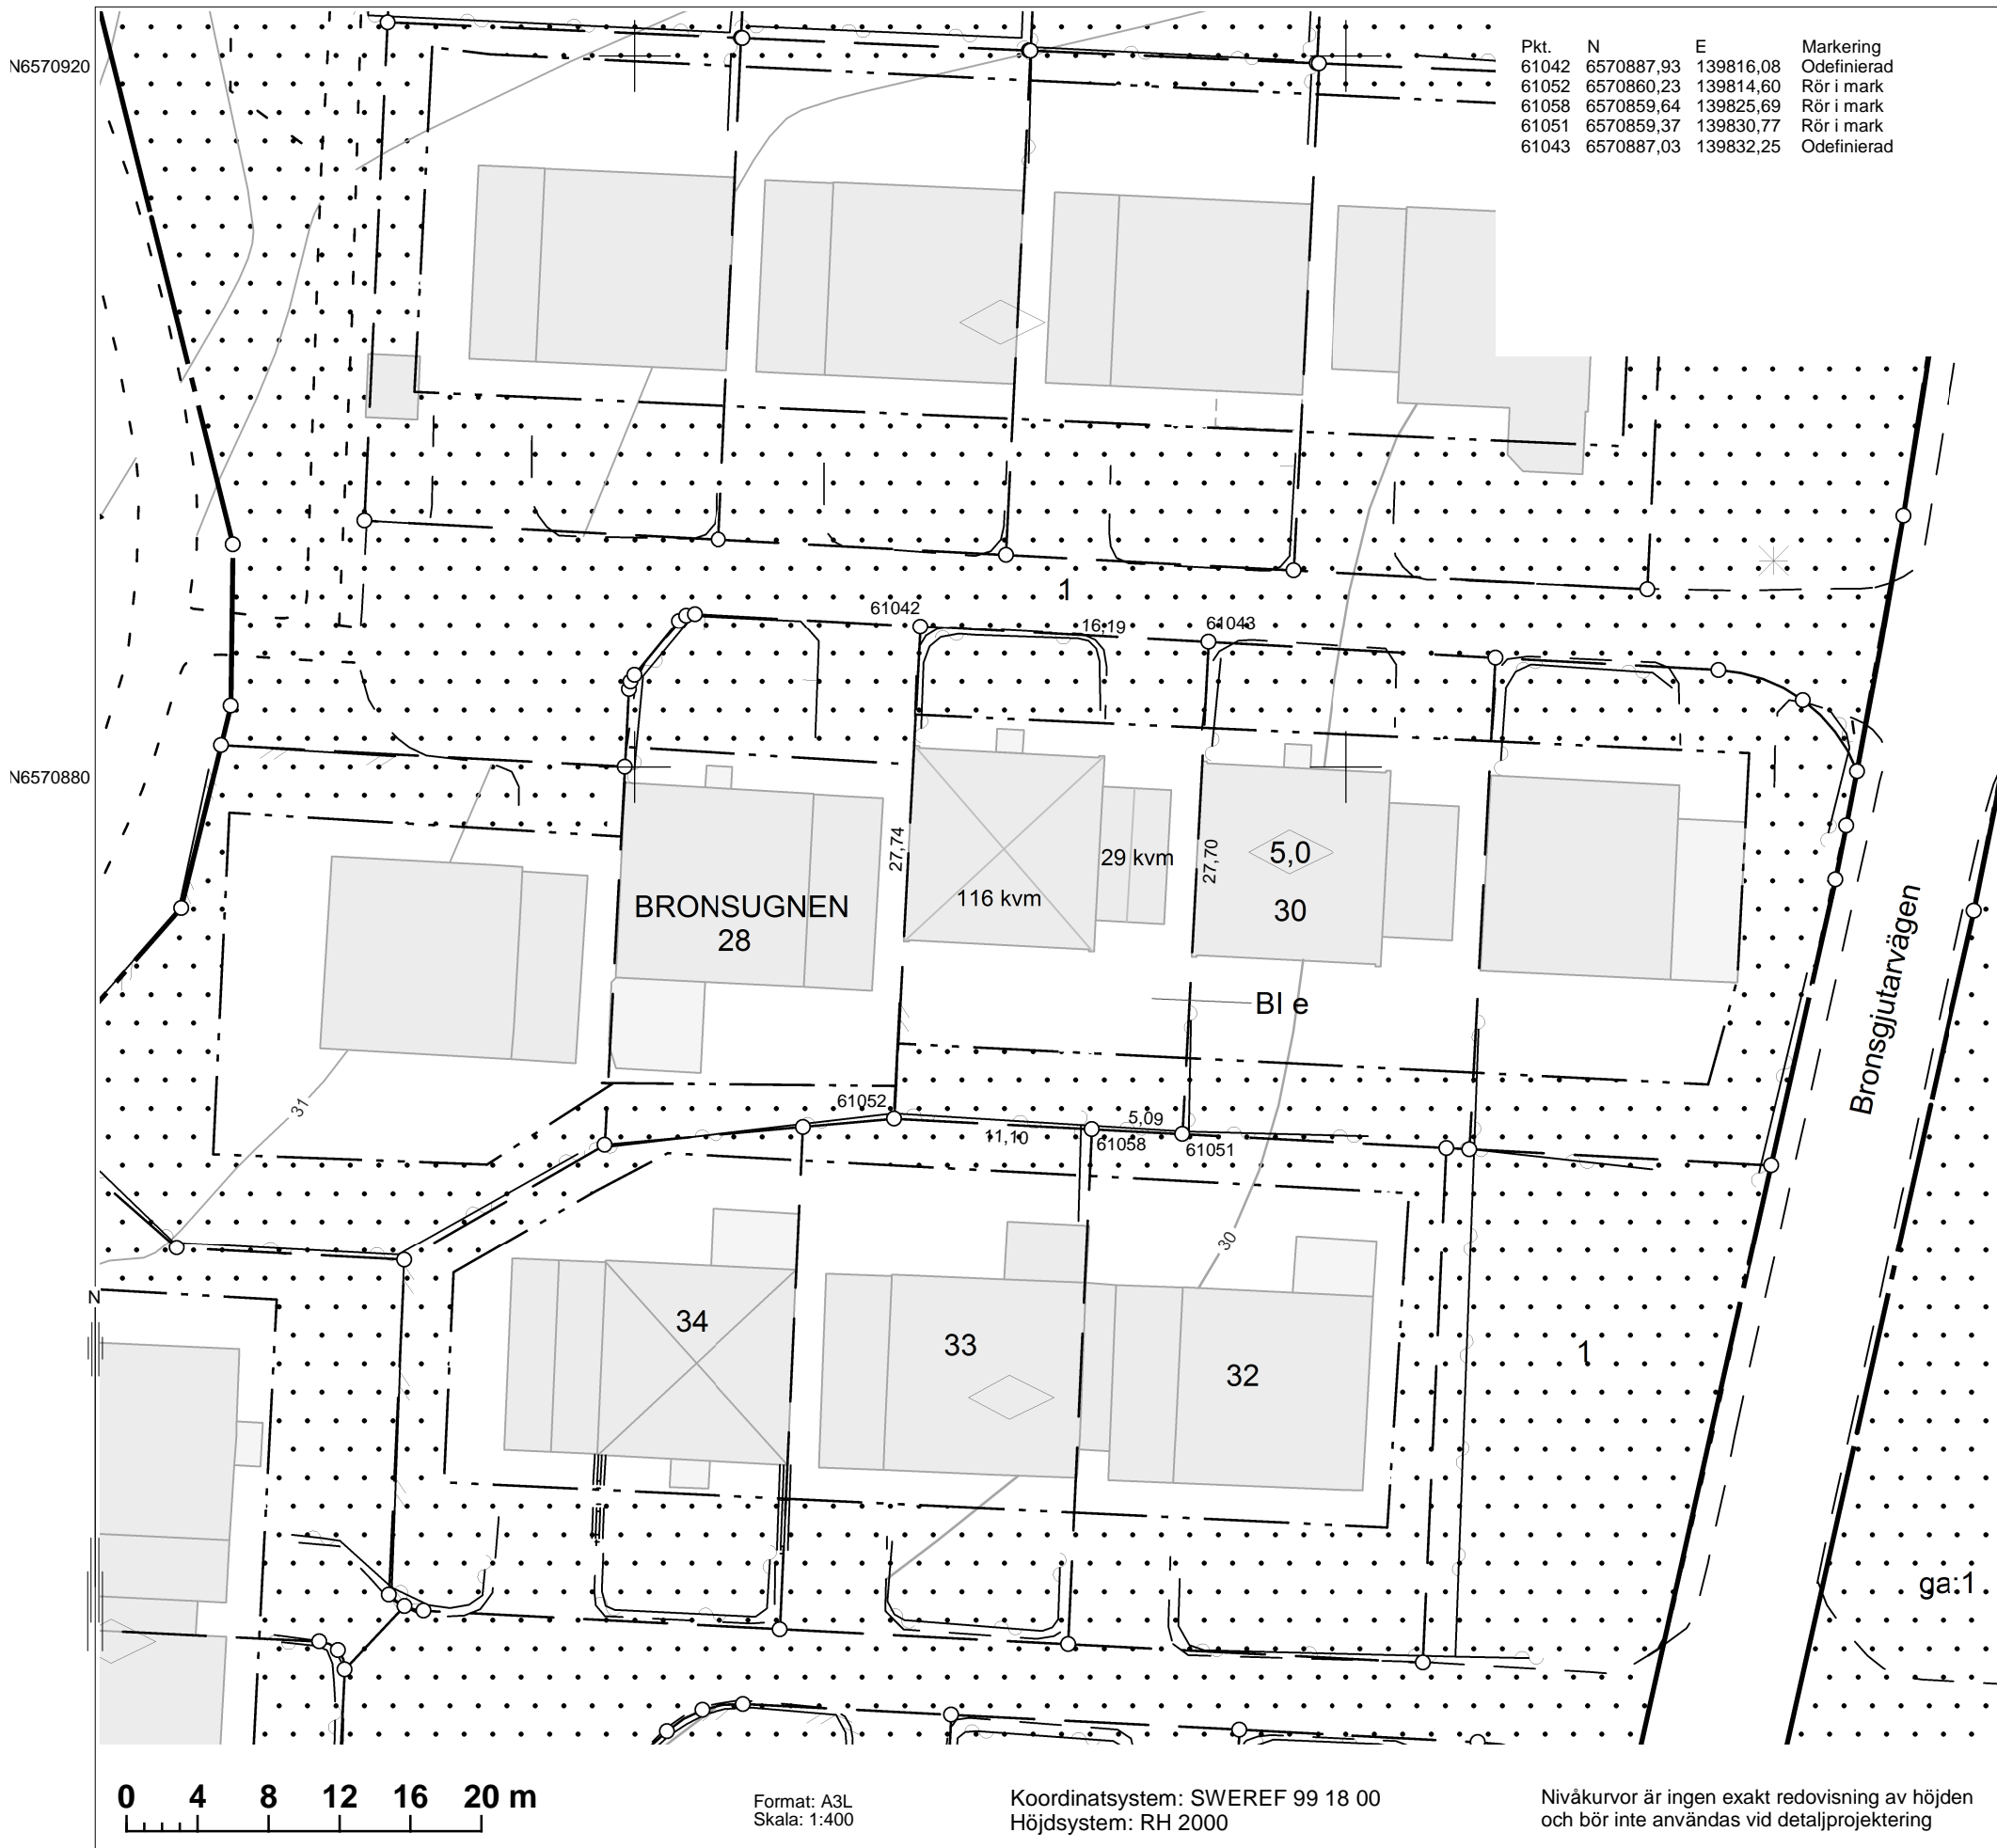 N6570920
Pkt. N E Markering
61042 6570887,93 139816,08 Odefinierad
61052 6570860,23 139814,60 Rör i mark
61058 6570859,64 139825,69 Rör i mark
61051 6570859,37 139830,77 Rör i mark
61043 6570887,03 139832,25 Odefinierad
1
61042
16,19
61043
N6570880
27,74
29 kvm
116 kvm
27,70
5,0
30
BRONSUGNEN
28
Bronsgjutarvägen
BI e
31
61052
5,09
11,10
61058
61051
30
N
34
33
32
1
ga:1
0 4 8 12 16 20 m
Format: A3L
Skala: 1:400
Koordinatsystem: SWEREF 99 18 00
Höjdsystem: RH 2000
Nivåkurvor är ingen exakt redovisning av höjden
och bör inte användas vid detaljprojektering